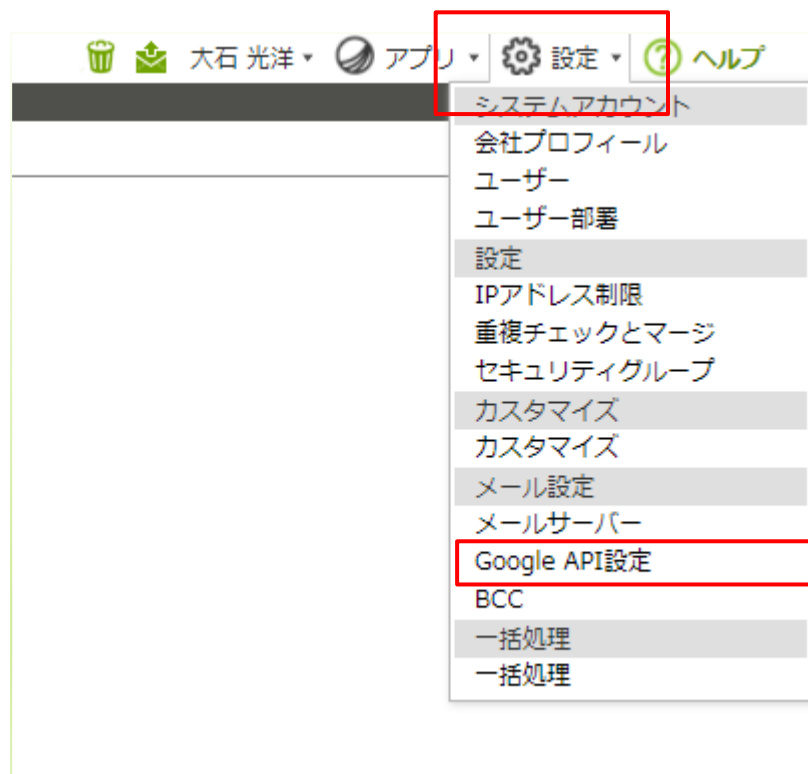 大石 光洋 アプリ 設定 ヘルプ
システムアカウント
会社プロフィール
ユーザー
ユーザー部署
設定
IPアドレス制限
重複チェックとマージ
セキュリティグループ
カスタマイズ
カスタマイズ
メール設定
メールサーバー
Google API設定
BCC
一括処理
一括処理